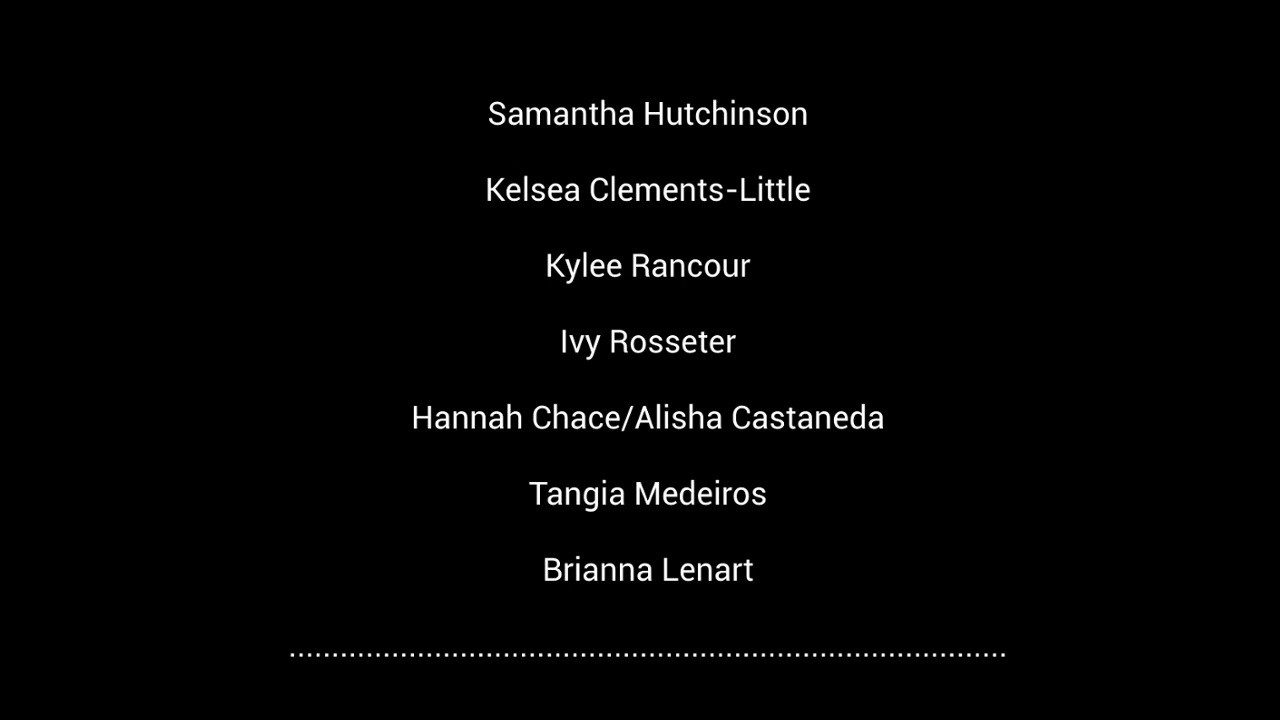 Samantha Hutchinson
Kelsea Clements-Little
Kylee Rancour
Ivy Rosseter
Hannah Chace/Alisha Castaneda
Tangia Medeiros
Brianna Lenart
....................................................................................